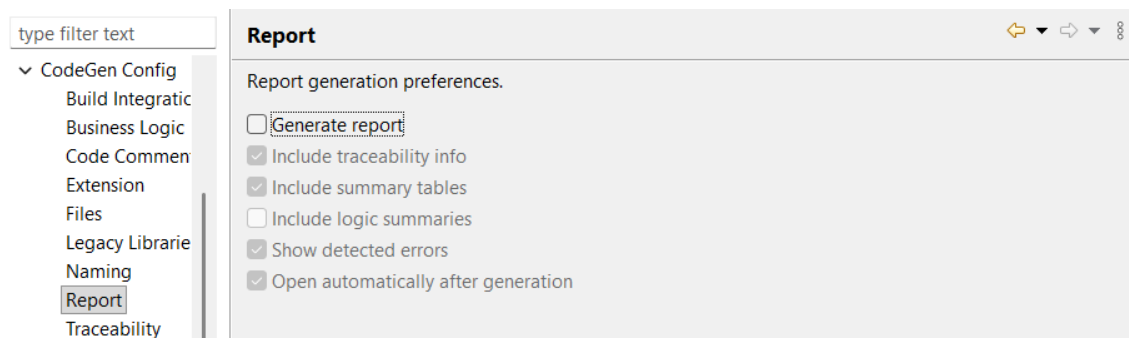 type filter text
CodeGen Config
Build Integratic
Business Logic
Code Commen
Extension
Files
Legacy Librarie
Naming
Report
Traceability
Report
Report generation preferences.
Generate report
Include traceability info
Include summary tables
Include logic summaries
Show detected errors
Open automatically after generation